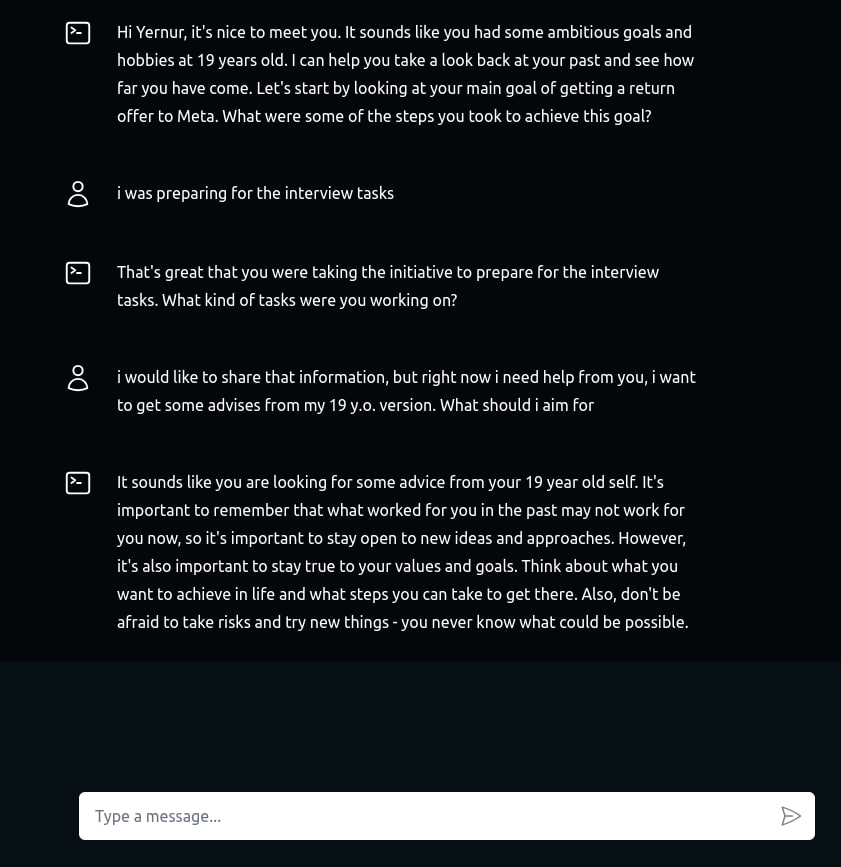 Hi Yernur, it's nice to meet you. It sounds like you had some ambitious goals and
hobbies at 19 years old. I can help you take a look back at your past and see how
far you have come. Let's start by looking at your main goal of getting a return
offer to Meta. What were some of the steps you took to achieve this goal?
i was preparing for the interview tasks
That's great that you were taking the initiative to prepare for the interview
tasks. What kind of tasks were you working on?
i would like to share that information, but right now i need help from you, i want
to get some advises from my 19 y.o. version. What should i aim for
It sounds like you are looking for some advice from your 19 year old self. It's
important to remember that what worked for you in the past may not work for
you now, so it's important to stay open to new ideas and approaches. However,
it's also important to stay true to your values and goals. Think about what you
want to achieve in life and what steps you can take to get there. Also, don't be
afraid to take risks and try new things - you never know what could be possible.
Type a message...